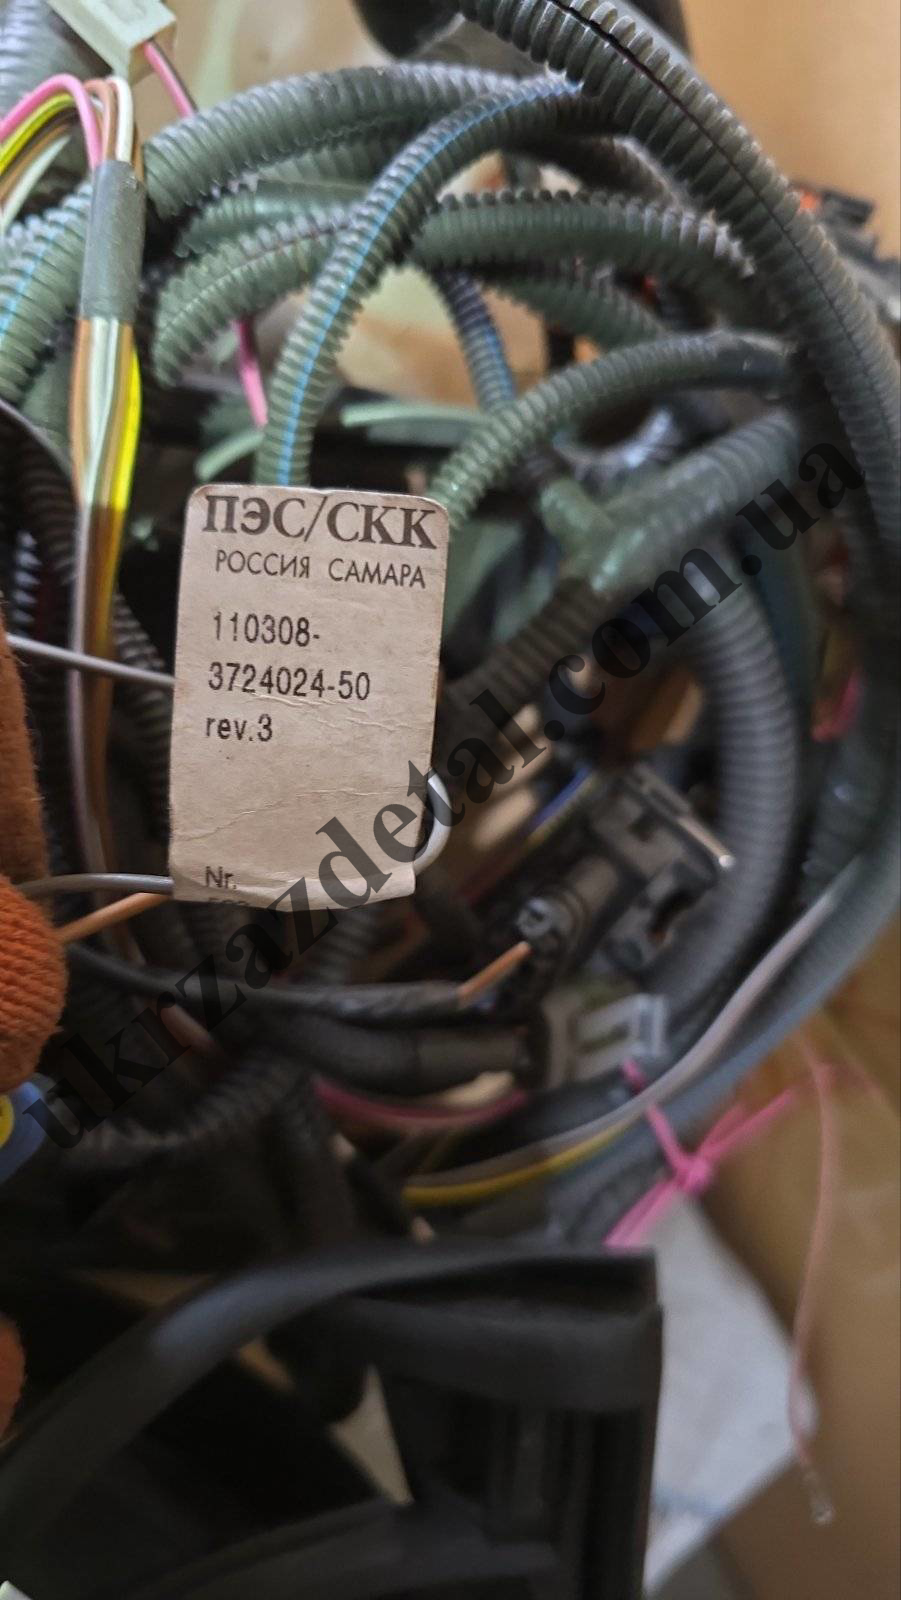 ПЭС/СКК
РОССИЯ САМАРА
110308-
3724024-50
rev.3
Nr.
ukrzazdetal.com.ua